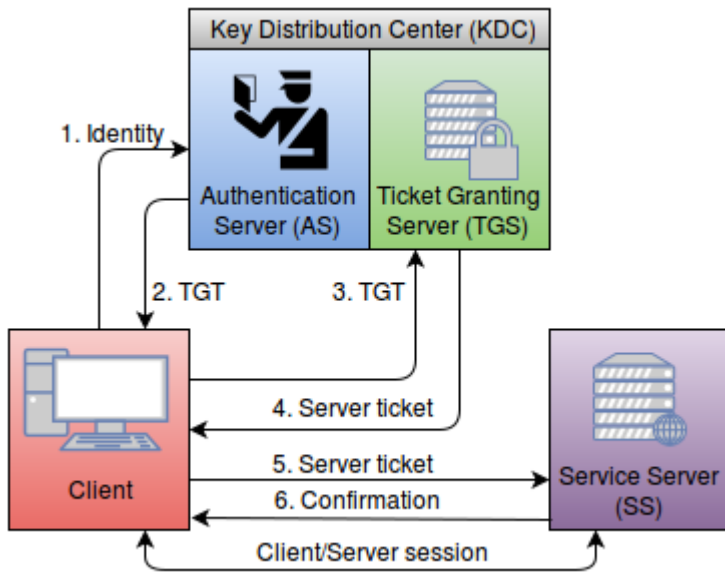 Key Distribution Center (KDC)
1. Identity
Authentication
Server (AS)
Ticket Granting
Server (TGS)
2. TGT
3. TGT
4. Server ticket
5. Server ticket
6. Confirmation
Client
Service Server
(SS)
Client/Server session